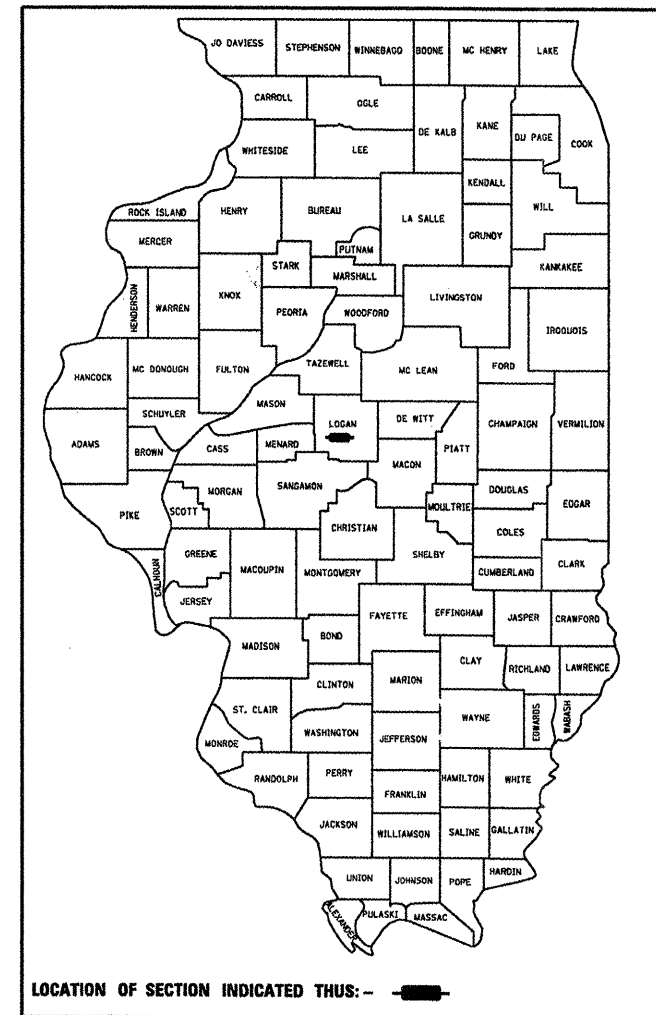 JO DAVIESS
STEPHENSON
WINNEBAGO
BOONE
MC HENRY
LAKE
CARROLL
OGLE
DE KALB
KANE
DU PAGE
COOK
WHITESIDE
LEE
KENDALL
WILL
ROCK ISLAND
HENRY
BUREAU
LA SALLE
GRUNDY
MERCER
PUTNAM
STARK
MARSHALL
KANKAKEE
HENDERSON
WARREN
KNOX
PEORIA
WOODFORD
LIVINGSTON
IROQUOIS
HANCOCK
MC DONOUGH
FULTON
TAZEWELL
MC LEAN
FORD
SCHUYLER
MASON
LOGAN
DE WITT
CHAMPAIGN
VERMILION
ADAMS
BROWN
CASS
MENARD
PIATT
MACON
MORGAN
SANGAMON
DOUGLAS
EDGAR
PIKE
SCOTT
CHRISTIAN
MOULTRIE
COLES
GREENE
MACOUPIN
MONTGOMERY
SHELBY
CUMBERLAND
CLARK
CALHOUN
JERSEY
FAYETTE
EFFINGHAM
JASPER
CRAWFORD
MADISON
BOND
CLAY
RICHLAND
LAWRENCE
CLINTON
MARION
ST. CLAIR
WAYNE
EDWARDS
WABASH
WASHINGTON
JEFFERSON
MONROE
RANDOLPH
PERRY
HAMILTON
WHITE
FRANKLIN
JACKSON
WILLIAMSON
SALINE
GALLATIN
UNION
JOHNSON
POPE
HARDIN
ALEXANDER
PULASKI
MASSAC
LOCATION OF SECTION INDICATED THUS: -